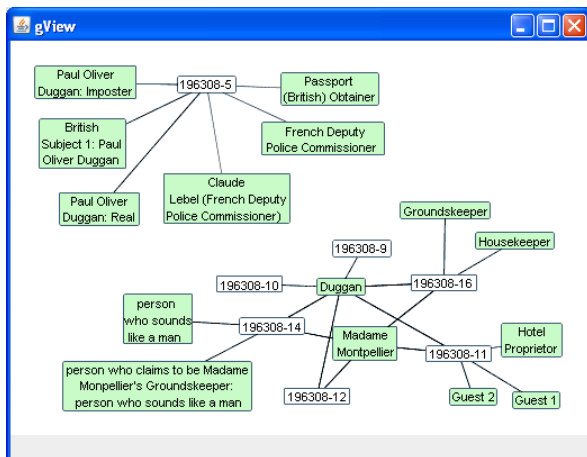 gView
Paul Oliver
Duggan: Imposter
196308-5
Passport
(British) Obtainer
British
Subject 1: Paul
Oliver Duggan
French Deputy
Police Commissioner
Paul Oliver
Duggan: Real
Claude
Lebel (French Deputy
Police Commissioner)
Groundskeeper
Housekeeper
196308-9
196308-10
Duggan
196308-16
person
who sounds
like a man
196308-14
Madame
Montpellier
Hotel
Proprietor
196308-11
person who claims to be Madame
Monpellier's Groundskeeper:
person who sounds like a man
196308-12
Guest 2
Guest 1